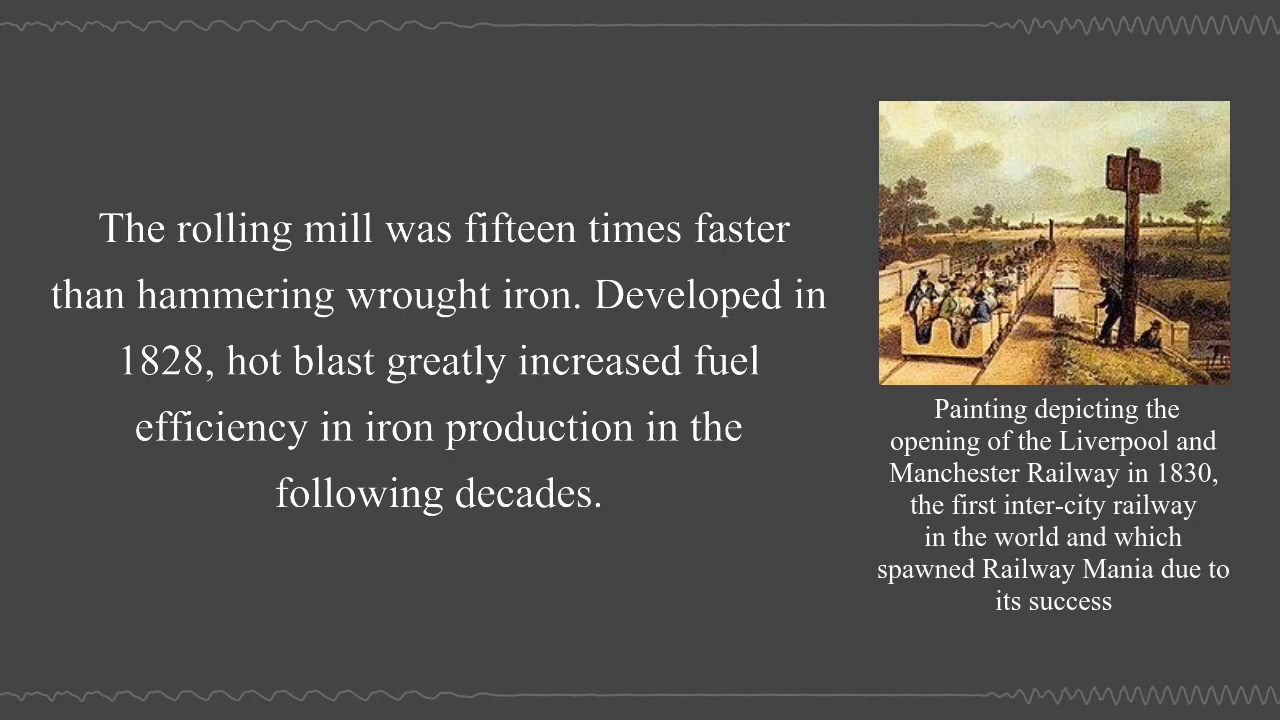 The rolling mill was fifteen times faster
than hammering wrought iron. Developed in
1828, hot blast greatly increased fuel
efficiency in iron production in the
following decades.
Painting depicting the
opening of the Liverpool and
Manchester Railway in 1830,
the first inter-city railway
in the world and which
spawned Railway Mania due to
its success